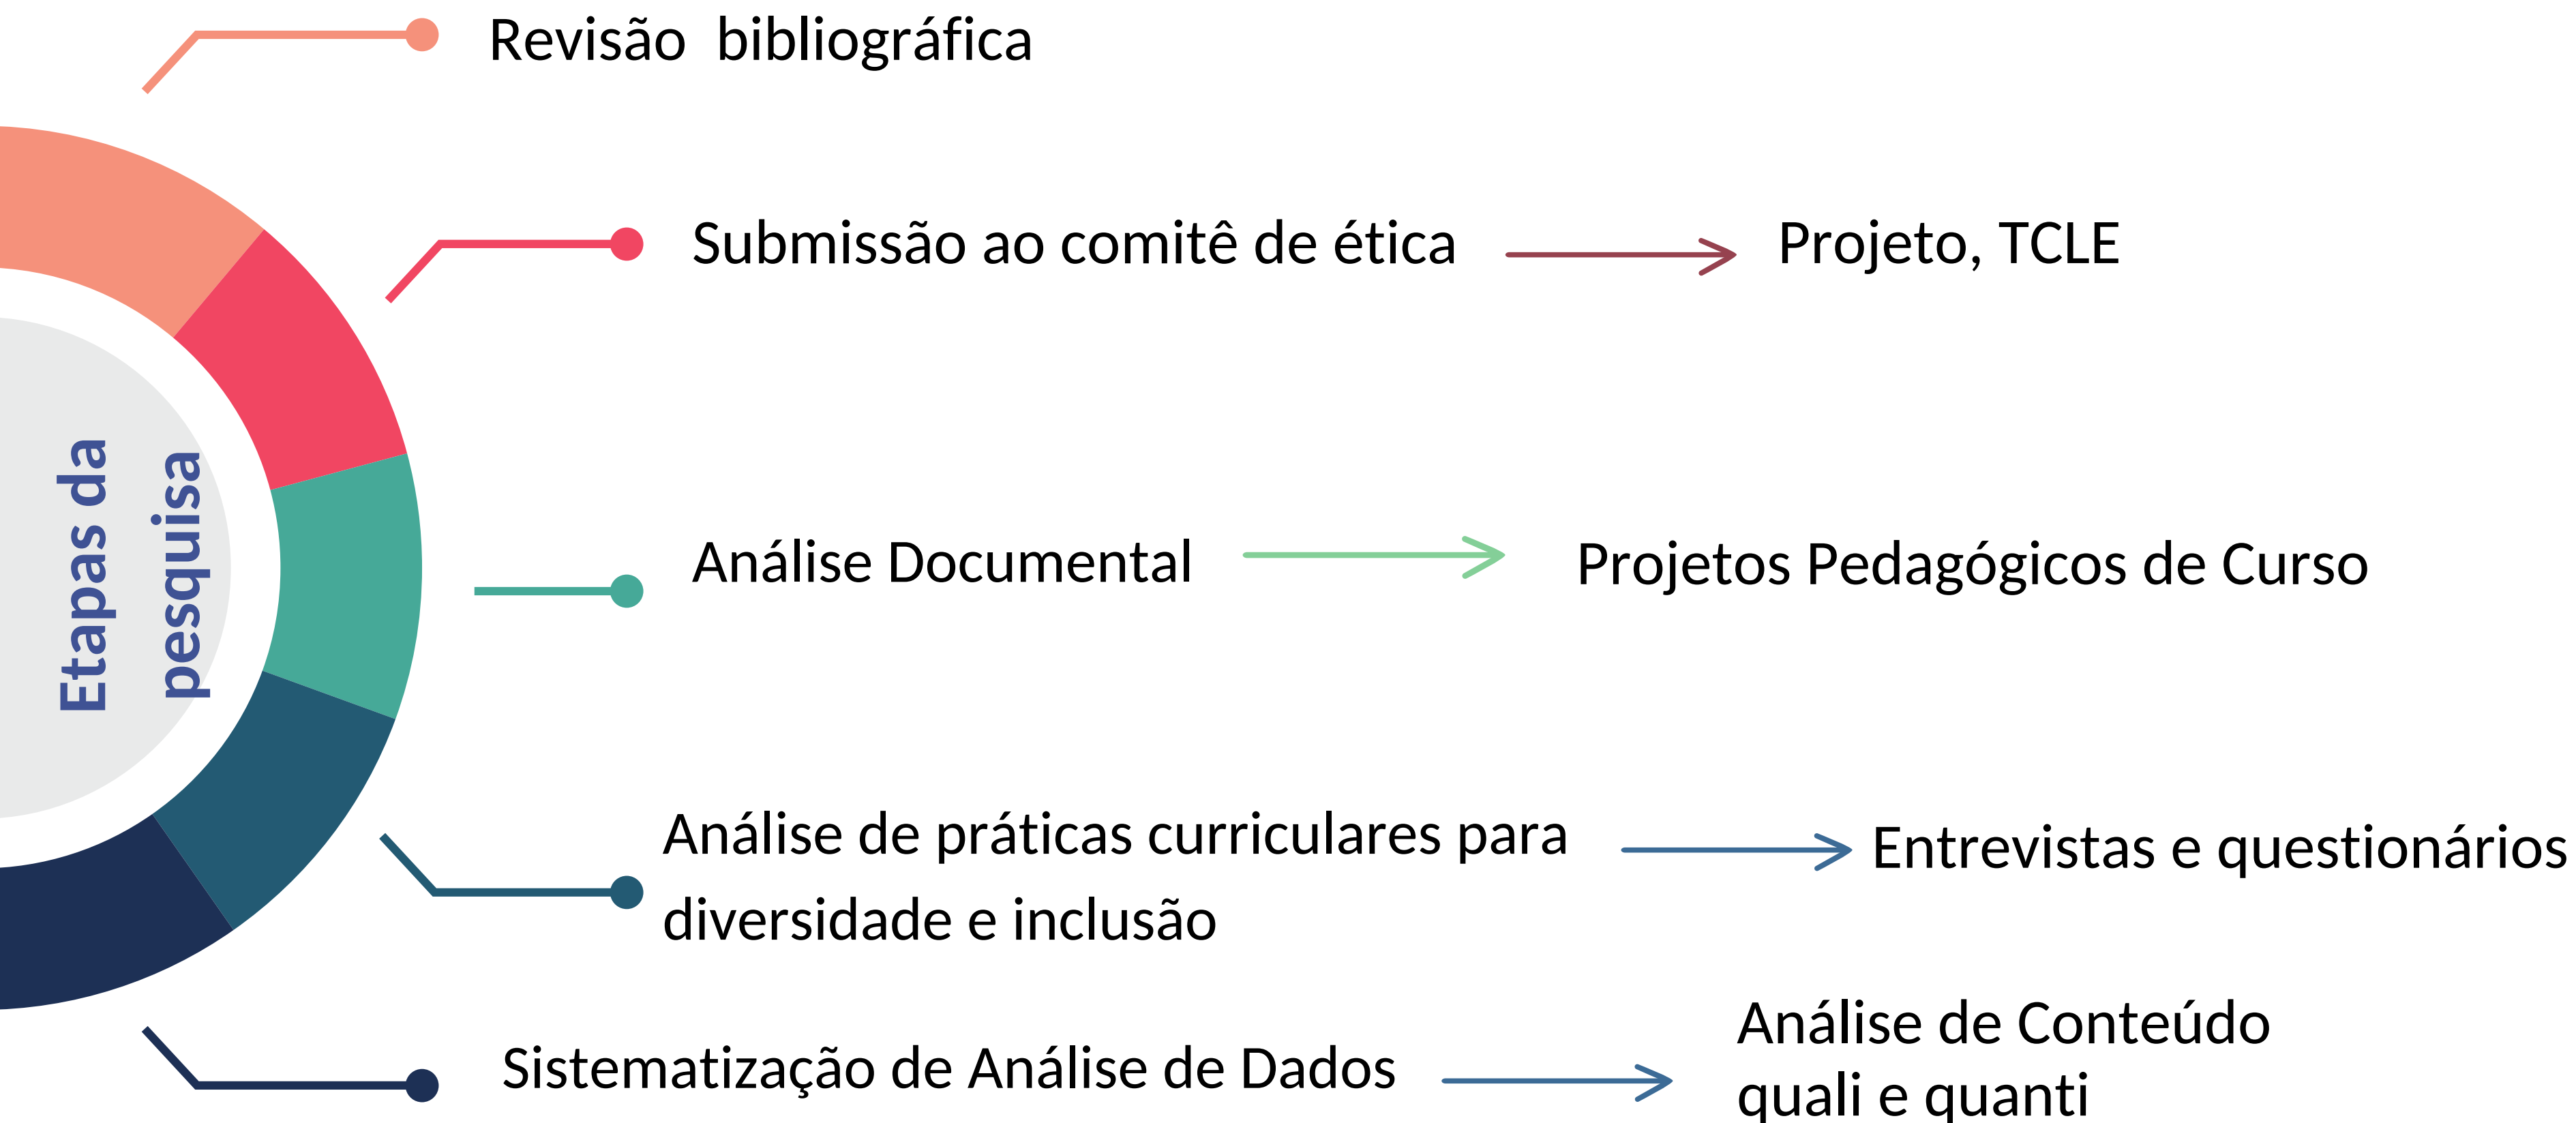 Revisão  bibliográfica
Submissão ao comitê de ética
Projeto, TCLE
Etapas da
pesquisa
Análise Documental
Projetos Pedagógicos de Curso
Análise de práticas curriculares para
diversidade e inclusão
Entrevistas e questionários
Sistematização de Análise de Dados
Análise de Conteúdo
quali e quanti